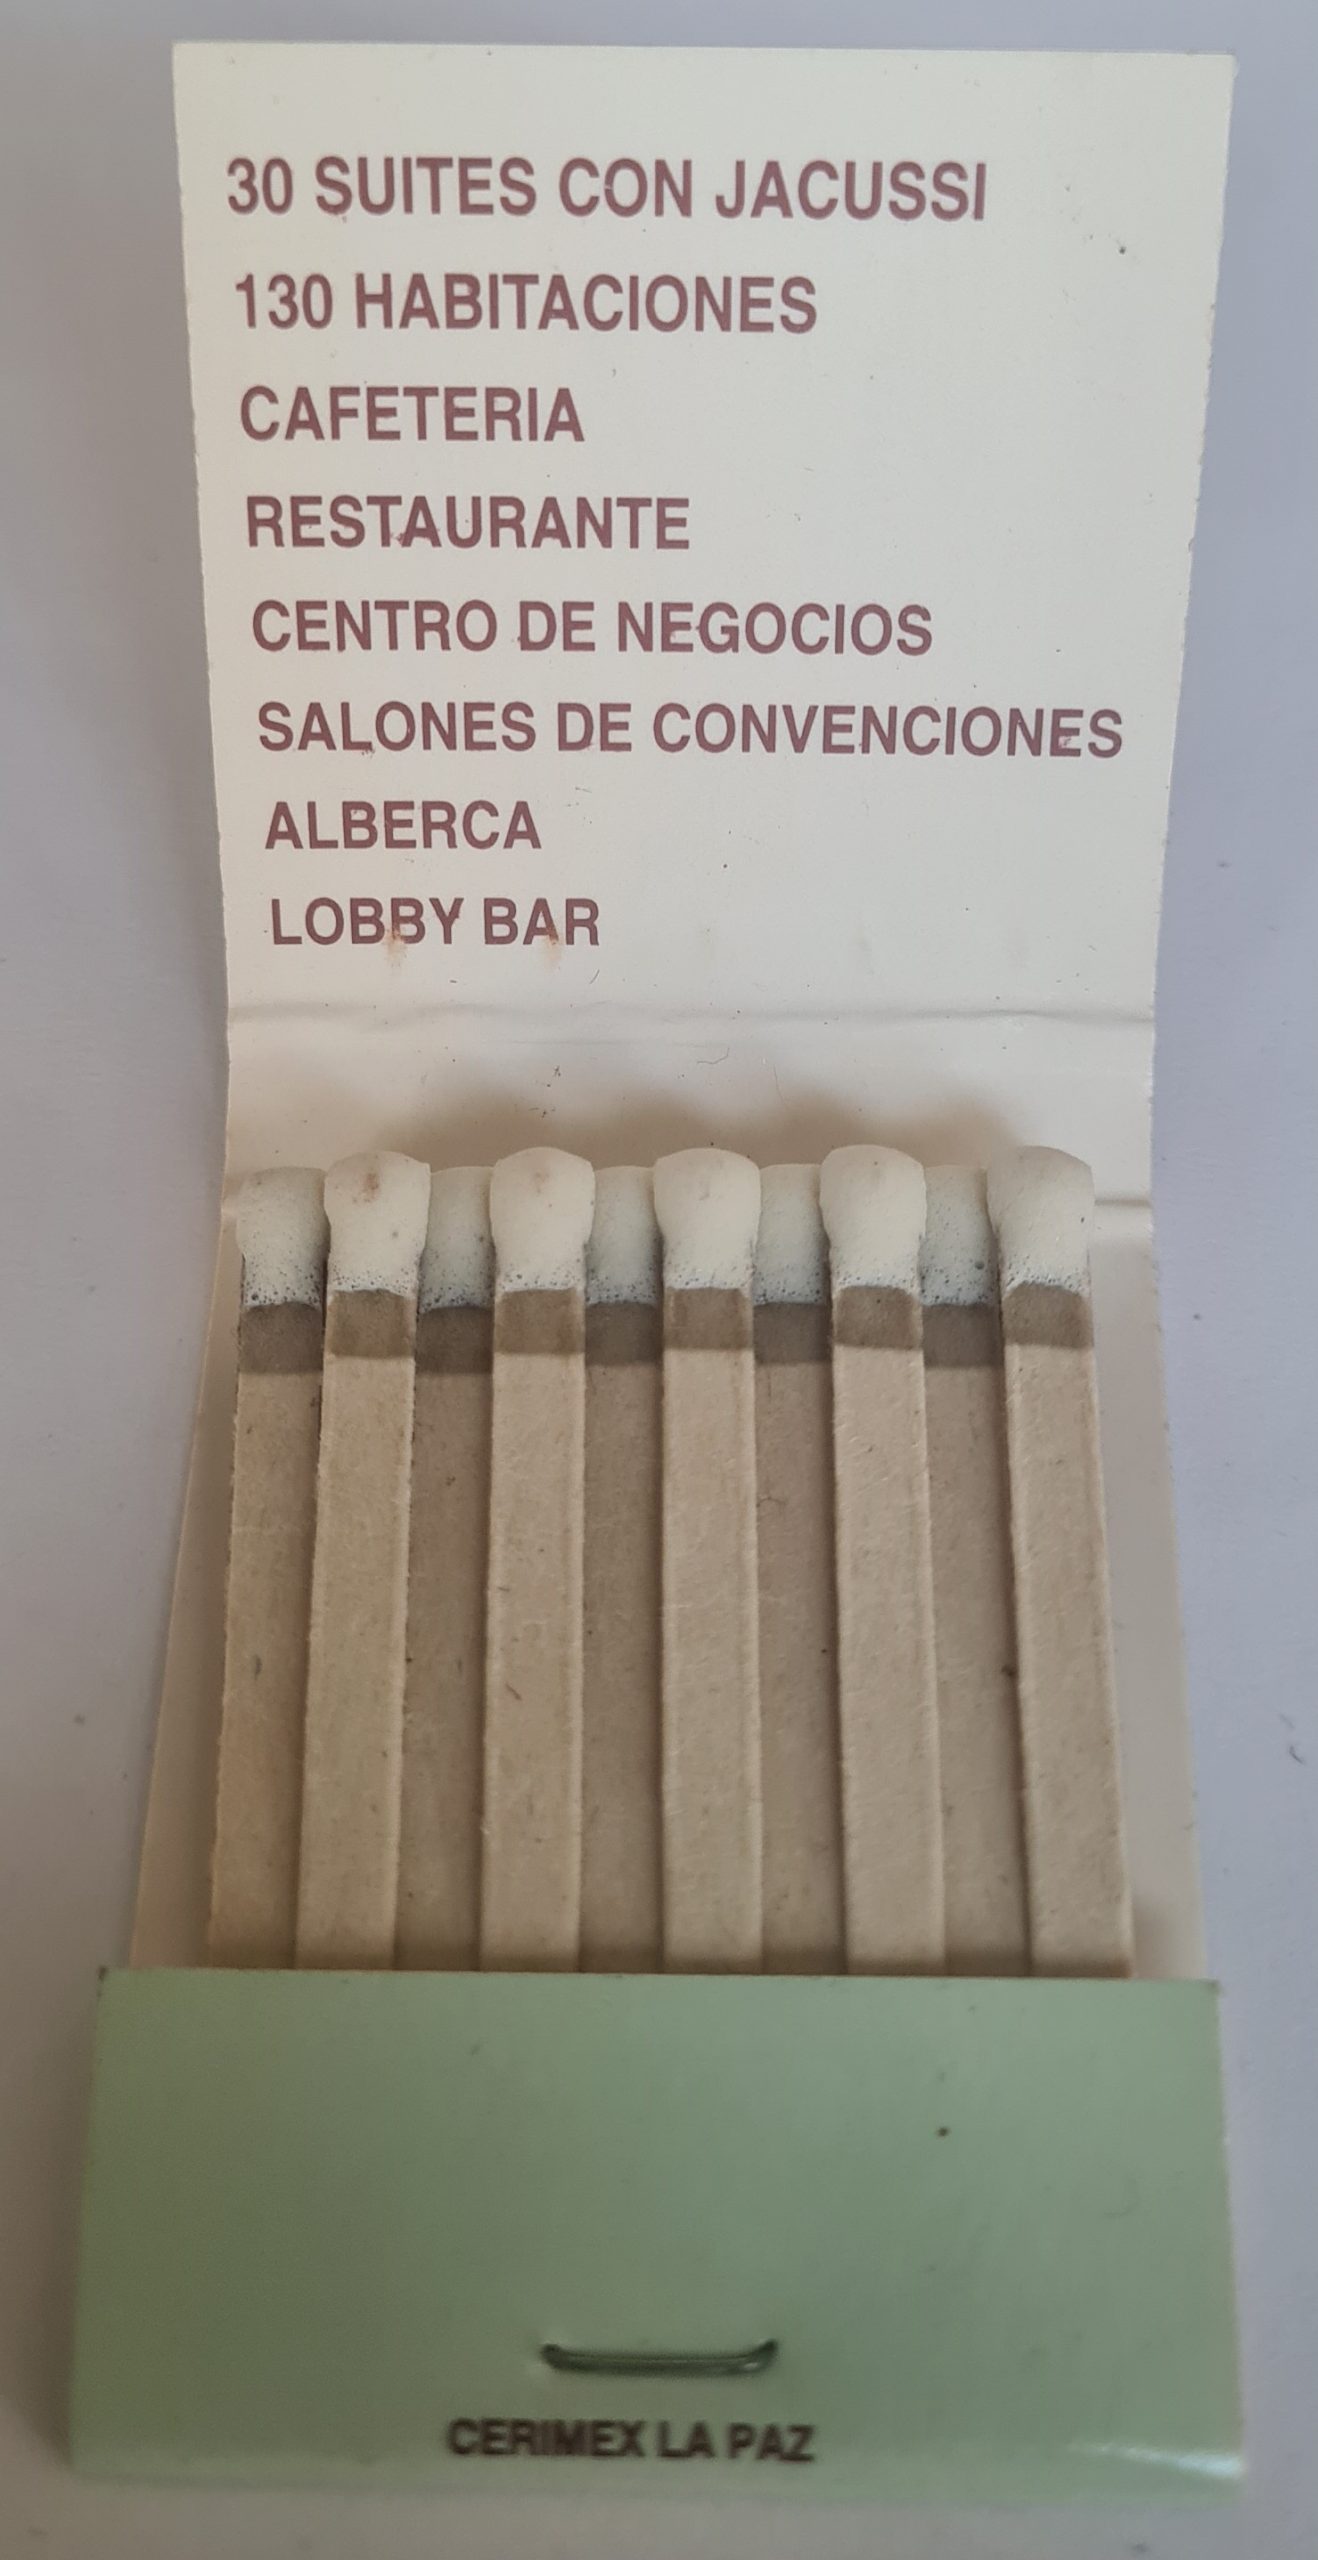 30 SUITES CON JACUSSI
130 HABITACIONES
CAFETERIA
RESTAURANTE
CENTRO DE NEGOCIOS
SALONES DE CONVENCIONES
ALBERCA
LOBBY BAR
CERIMEX LA PAZ